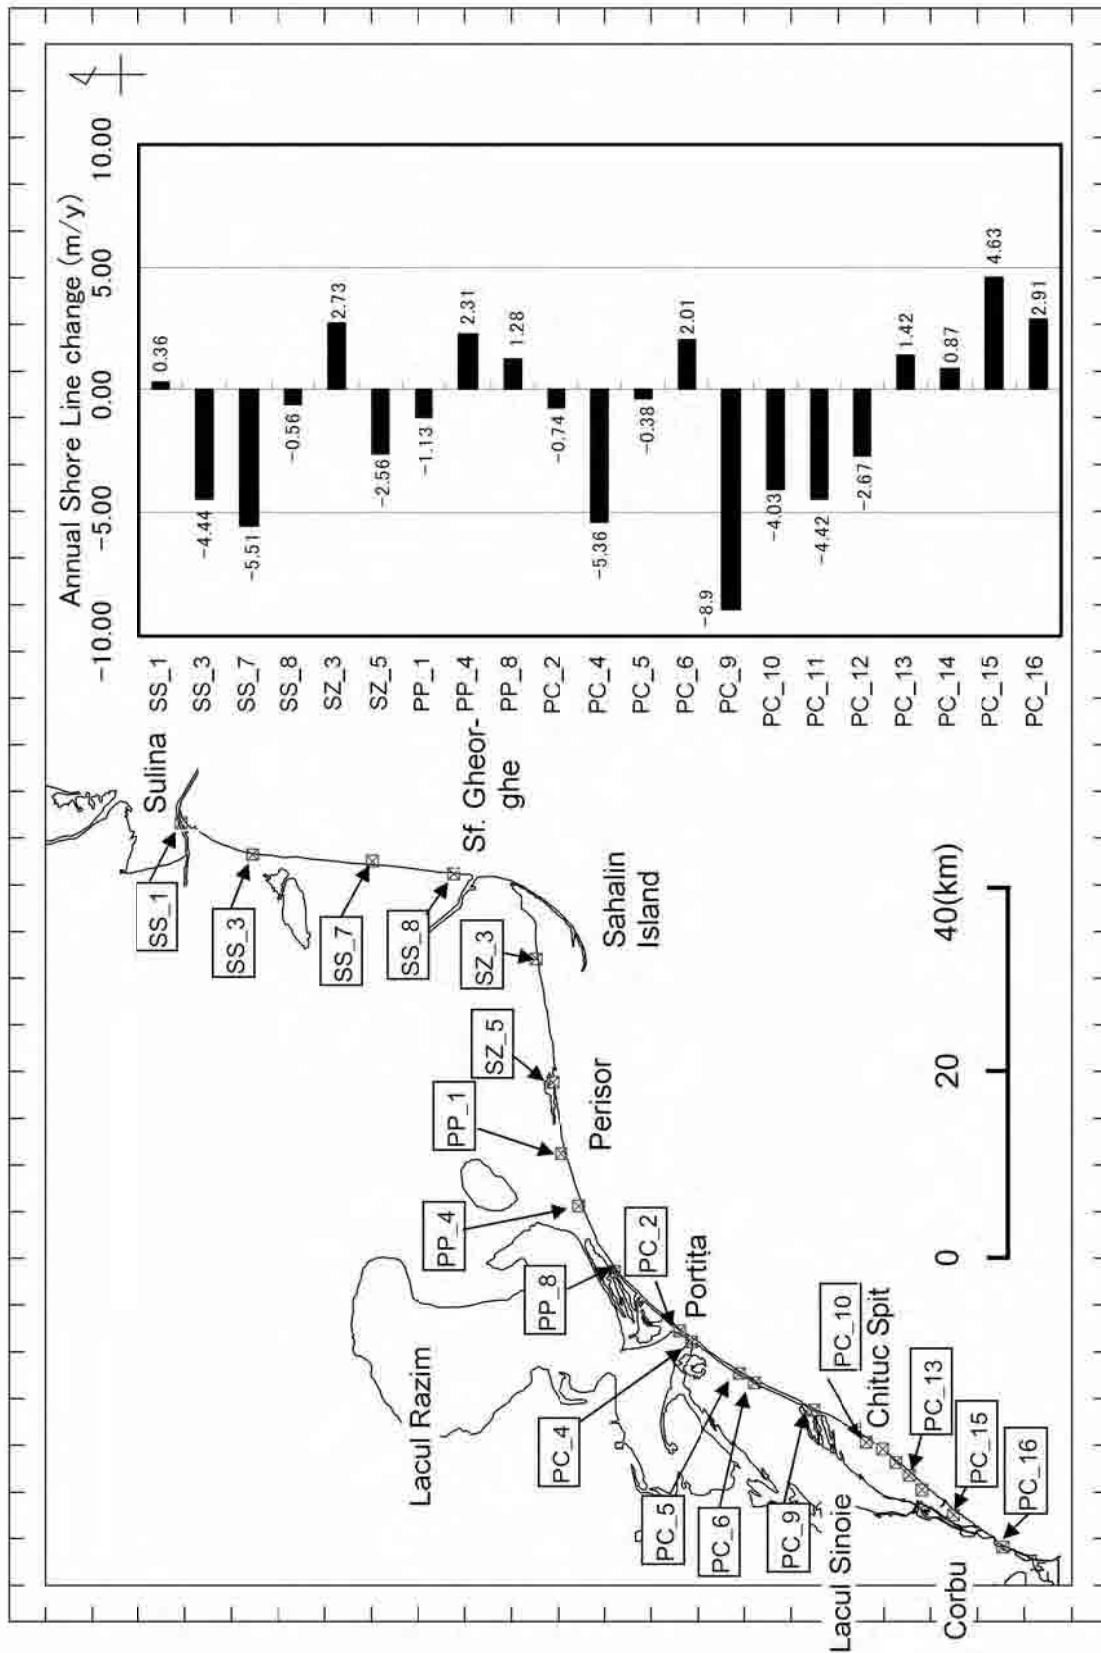 Annual Shore Line change (m/y)
-10.00 -5.00 0.00 5.00 10.00
SS_1
0.36
SS_3
-4.44
SS_7
-5.51
SS_8
-0.56
SZ_3
2.73
SZ_5
-2.56
PP_1
-1.13
PP_4
2.31
PP_8
1.28
PC_2
-0.74
PC_4
-5.36
PC_5
-0.38
PC_6
2.01
PC_9
-8.9
PC_10
-4.03
PC_11
-4.42
PC_12
-2.67
PC_13
1.42
PC_14
0.87
PC_15
4.63
PC_16
2.91
Sulina
SS_1
SS_3
SS_7
SS_8
Sf. Gheor-
ghe
SZ_3
Sahalin
Island
SZ_5
PP_1
Perisor
PP_4
PP_8
PC_2
Lacul Razim
Portița
PC_4
PC_5
PC_6
PC_9
PC_10
Chituc Spit
Lacul Sinoie
PC_13
PC_15
Corbu
PC_16
0 20 40(km)